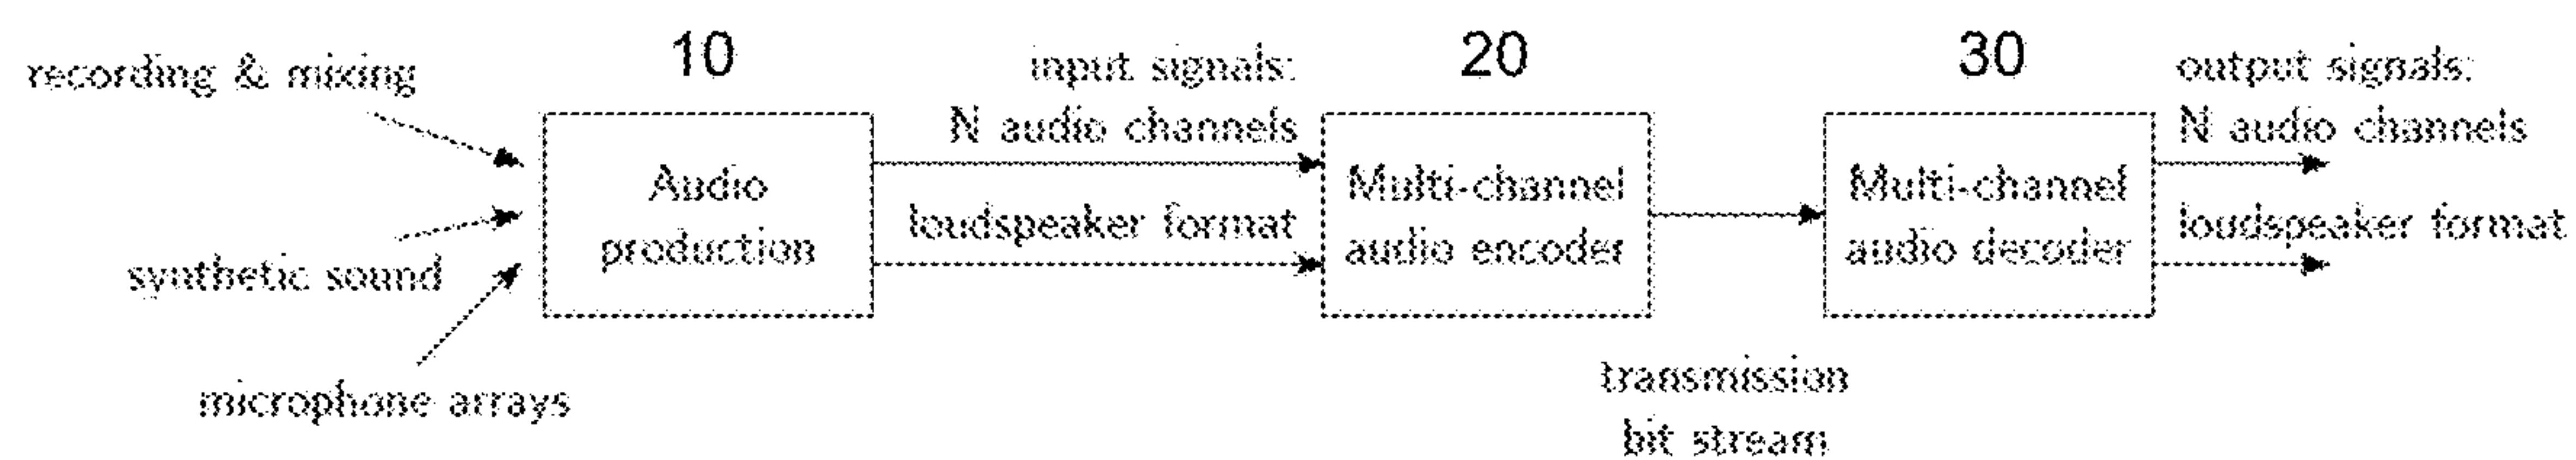 recording & mixing
synthetic sound
microphone arrays
10
Audio
production
input signals:
N audio channels
loudspeaker format
20
Multi-channel
audio encoder
transmission
bit stream
30
Multi-channel
audio decoder
output signals:
N audio channels
loudspeaker format